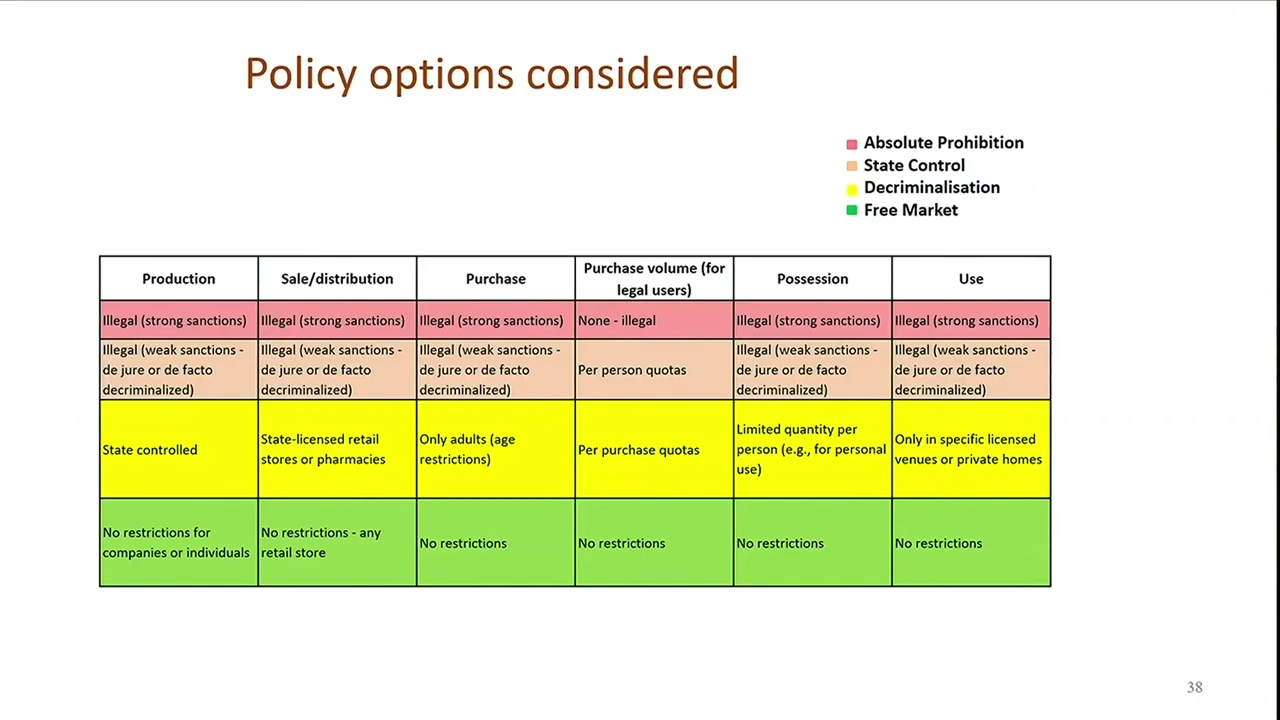 Policy options considered
Absolute Prohibition
State Control
Decriminalisation
Free Market
Production
Sale/distribution
Purchase
Purchase volume (for
legal users)
Possession
Use
Illegal (strong sanctions)
Illegal (strong sanctions)
Illegal (strong sanctions)
None - illegal
Illegal (strong sanctions)
Illegal (strong sanctions)
Illegal (weak sanctions -
de jure or de facto
decriminalized)
Illegal (weak sanctions -
de jure or de facto
decriminalized)
Illegal (weak sanctions -
de jure or de facto
decriminalized)
Per person quotas
Illegal (weak sanctions -
de jure or de facto
decriminalized)
Illegal (weak sanctions -
de jure or de facto
decriminalized)
State controlled
State-licensed retail
stores or pharmacies
Only adults (age
restrictions)
Per purchase quotas
Limited quantity per
person (e.g., for personal
use)
Only in specific licensed
venues or private homes
No restrictions for
companies or individuals
No restrictions - any
retail store
No restrictions
No restrictions
No restrictions
No restrictions
38